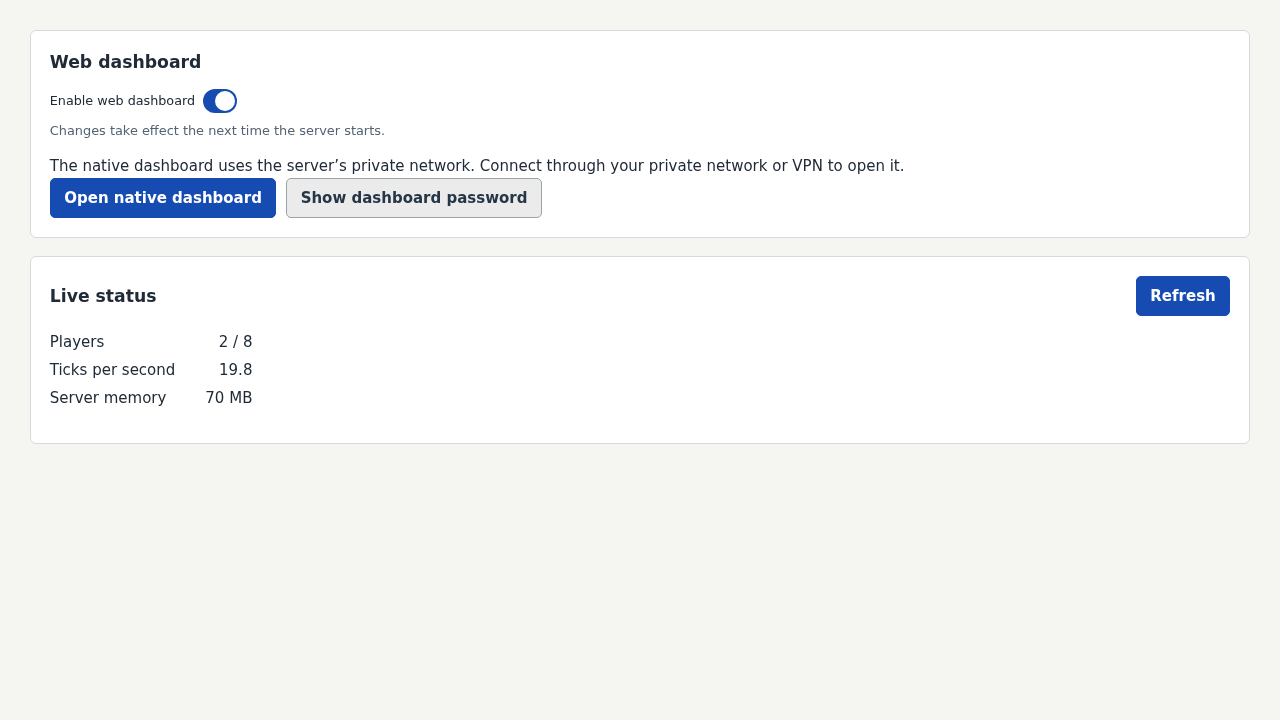 Web dashboard
Enable web dashboard
Changes take effect the next time the server starts.
The native dashboard uses the server’s private network. Connect through your private network or VPN to open it.
Open native dashboard Show dashboard password
Live status Refresh
Players 2 / 8
Ticks per second 19.8
Server memory 70 MB